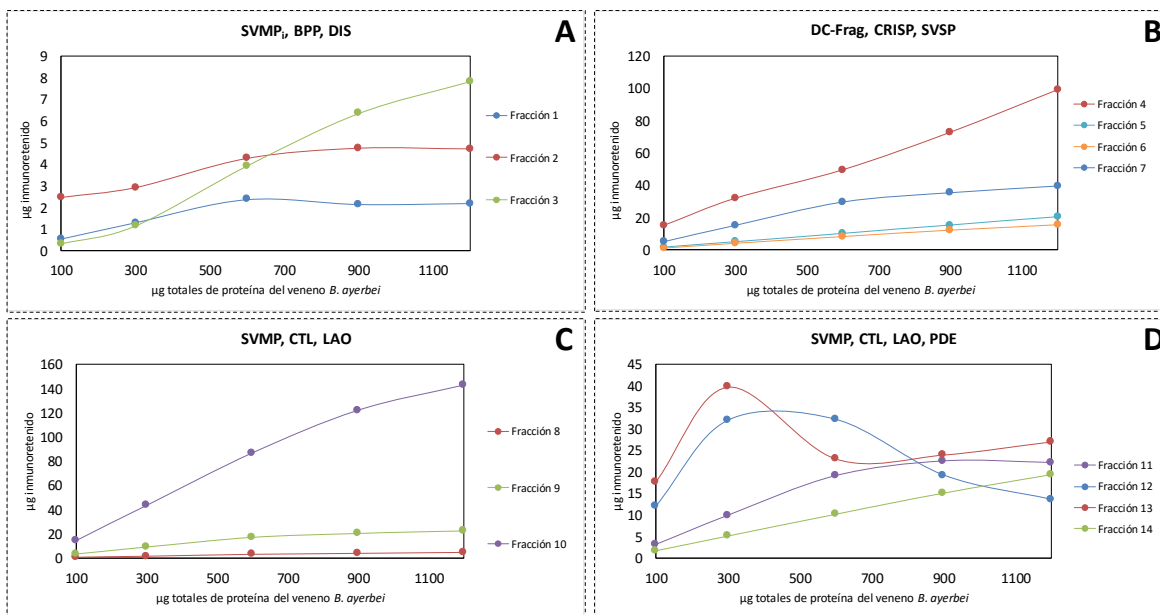 SVMPi, BPP, DIS
A
9
8
7
6
5
4
3
2
1
0
µg inmunoretenido
100 300 500 700 900 1100
µg totales de proteína del veneno B. ayerbei
Fracción 1
Fracción 2
Fracción 3
DC-Frag, CRISP, SVSP
B
120
100
80
60
40
20
0
µg inmunoretenido
100 300 500 700 900 1100
µg totales de proteína del veneno B. ayerbei
Fracción 4
Fracción 5
Fracción 6
Fracción 7
SVMP, CTL, LAO
C
160
140
120
100
80
60
40
20
0
µg inmunoretenido
100 300 500 700 900 1100
µg totales de proteína del veneno B. ayerbei
Fracción 8
Fracción 9
Fracción 10
SVMP, CTL, LAO, PDE
D
45
40
35
30
25
20
15
10
5
0
µg inmunoretenido
100 300 500 700 900 1100
µg totales de proteína del veneno B. ayerbei
Fracción 11
Fracción 12
Fracción 13
Fracción 14